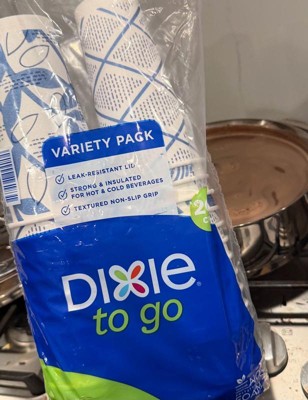 VARIETY PACK
LEAK-RESISTANT LID
STRONG & INSULATED
FOR HOT & COLD BEVERAGES
TEXTURED NON-SLIP GRIP
DIXIE®
to go